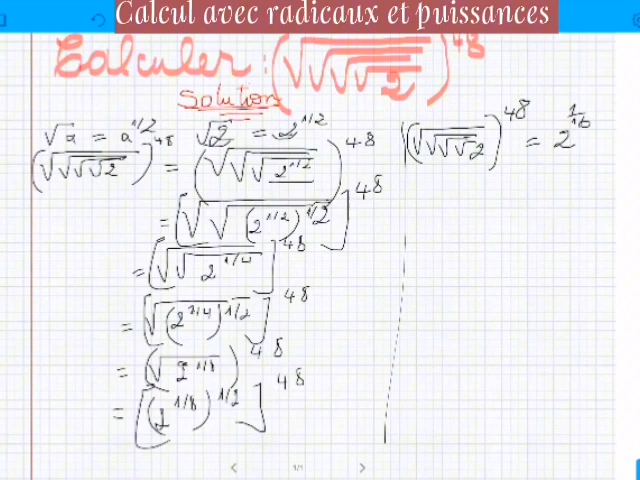 Calcul avec radicaux et puissances
Calculer : (√√√√2)^48
Solution
√a = a^1/2 √2 = 2^1/2
(√√√√2)^48 = (√√√2^1/2)^48
= [√√(2^1/2)^1/2]^48
= [√√2^1/4]^48
= [√(2^1/4)^1/2]^48
= (√2^1/8)^48
= [(2^1/8)^1/2]^48
(√√√√2)^48 = 2^1/16
1/1